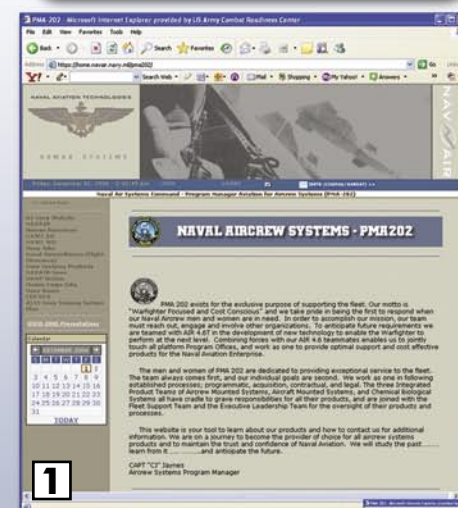 PMA-202 - Microsoft Internet Explorer provided by US Army Combat Readiness Center
File Edit View Favorites Tools Help
Back Search Favorites
Search Web Mail Shopping My Yahoo! Answers
NAVAL AVIATION TECHNOLOGIES
AIRCREW SYSTEMS
NAVAIR
Naval Air Systems Command - Program Manager Aviation for Aircrew Systems (PMA-202)
NAVAL AIRCREW SYSTEMS - PMA202
Calendar
DECEMBER
S M T W T F S
1 2
3 4 5 6 7 8 9
10 11 12 13 14 15 16
17 18 19 20 21 22 23
24 25 26 27 28 29 30
31
TODAY
PMA 202 exists for the exclusive purpose of supporting the fleet. Our motto is
"Warfighter Focused and Cost Conscious" and we take pride in being the first to respond when
our Naval Aircrew men and women are in need. In order to accomplish our mission, our team
must reach out, engage and involve other organizations. To anticipate future requirements we
are teamed with AIR 4.6T in the development of new technology to enable the Warfighter to
perform at the next level. Combining forces with our AIR 4.6 teammates enables us to jointly
touch all platform Program Offices, and work as one to provide optimal support and cost effective
products for the Naval Aviation Enterprise.
The men and women of PMA 202 are dedicated to providing exceptional service to the fleet.
The team always comes first, and our individual goals are second. We work as one in following
established processes; programmatic, acquisition, contractual, and legal. The three Integrated
Product Teams of Aircrew Mounted Systems, Aircraft Mounted Systems, and Chemical Biological
Systems all have cradle to grave responsibilities for all their products, and are joined with the
Fleet Support Team and the Executive Leadership Team for the oversight of their products and
processes.
This website is your tool to learn about our products and how to contact us for additional
information. We are on a journey to become the provider of choice for all aircrew systems
products and to maintain the trust and confidence of Naval Aviation. We will study the past ........
learn from it ..... ........and anticipate the future.
CAPT "CJ" Jaynes
Aircrew Systems Program Manager
1